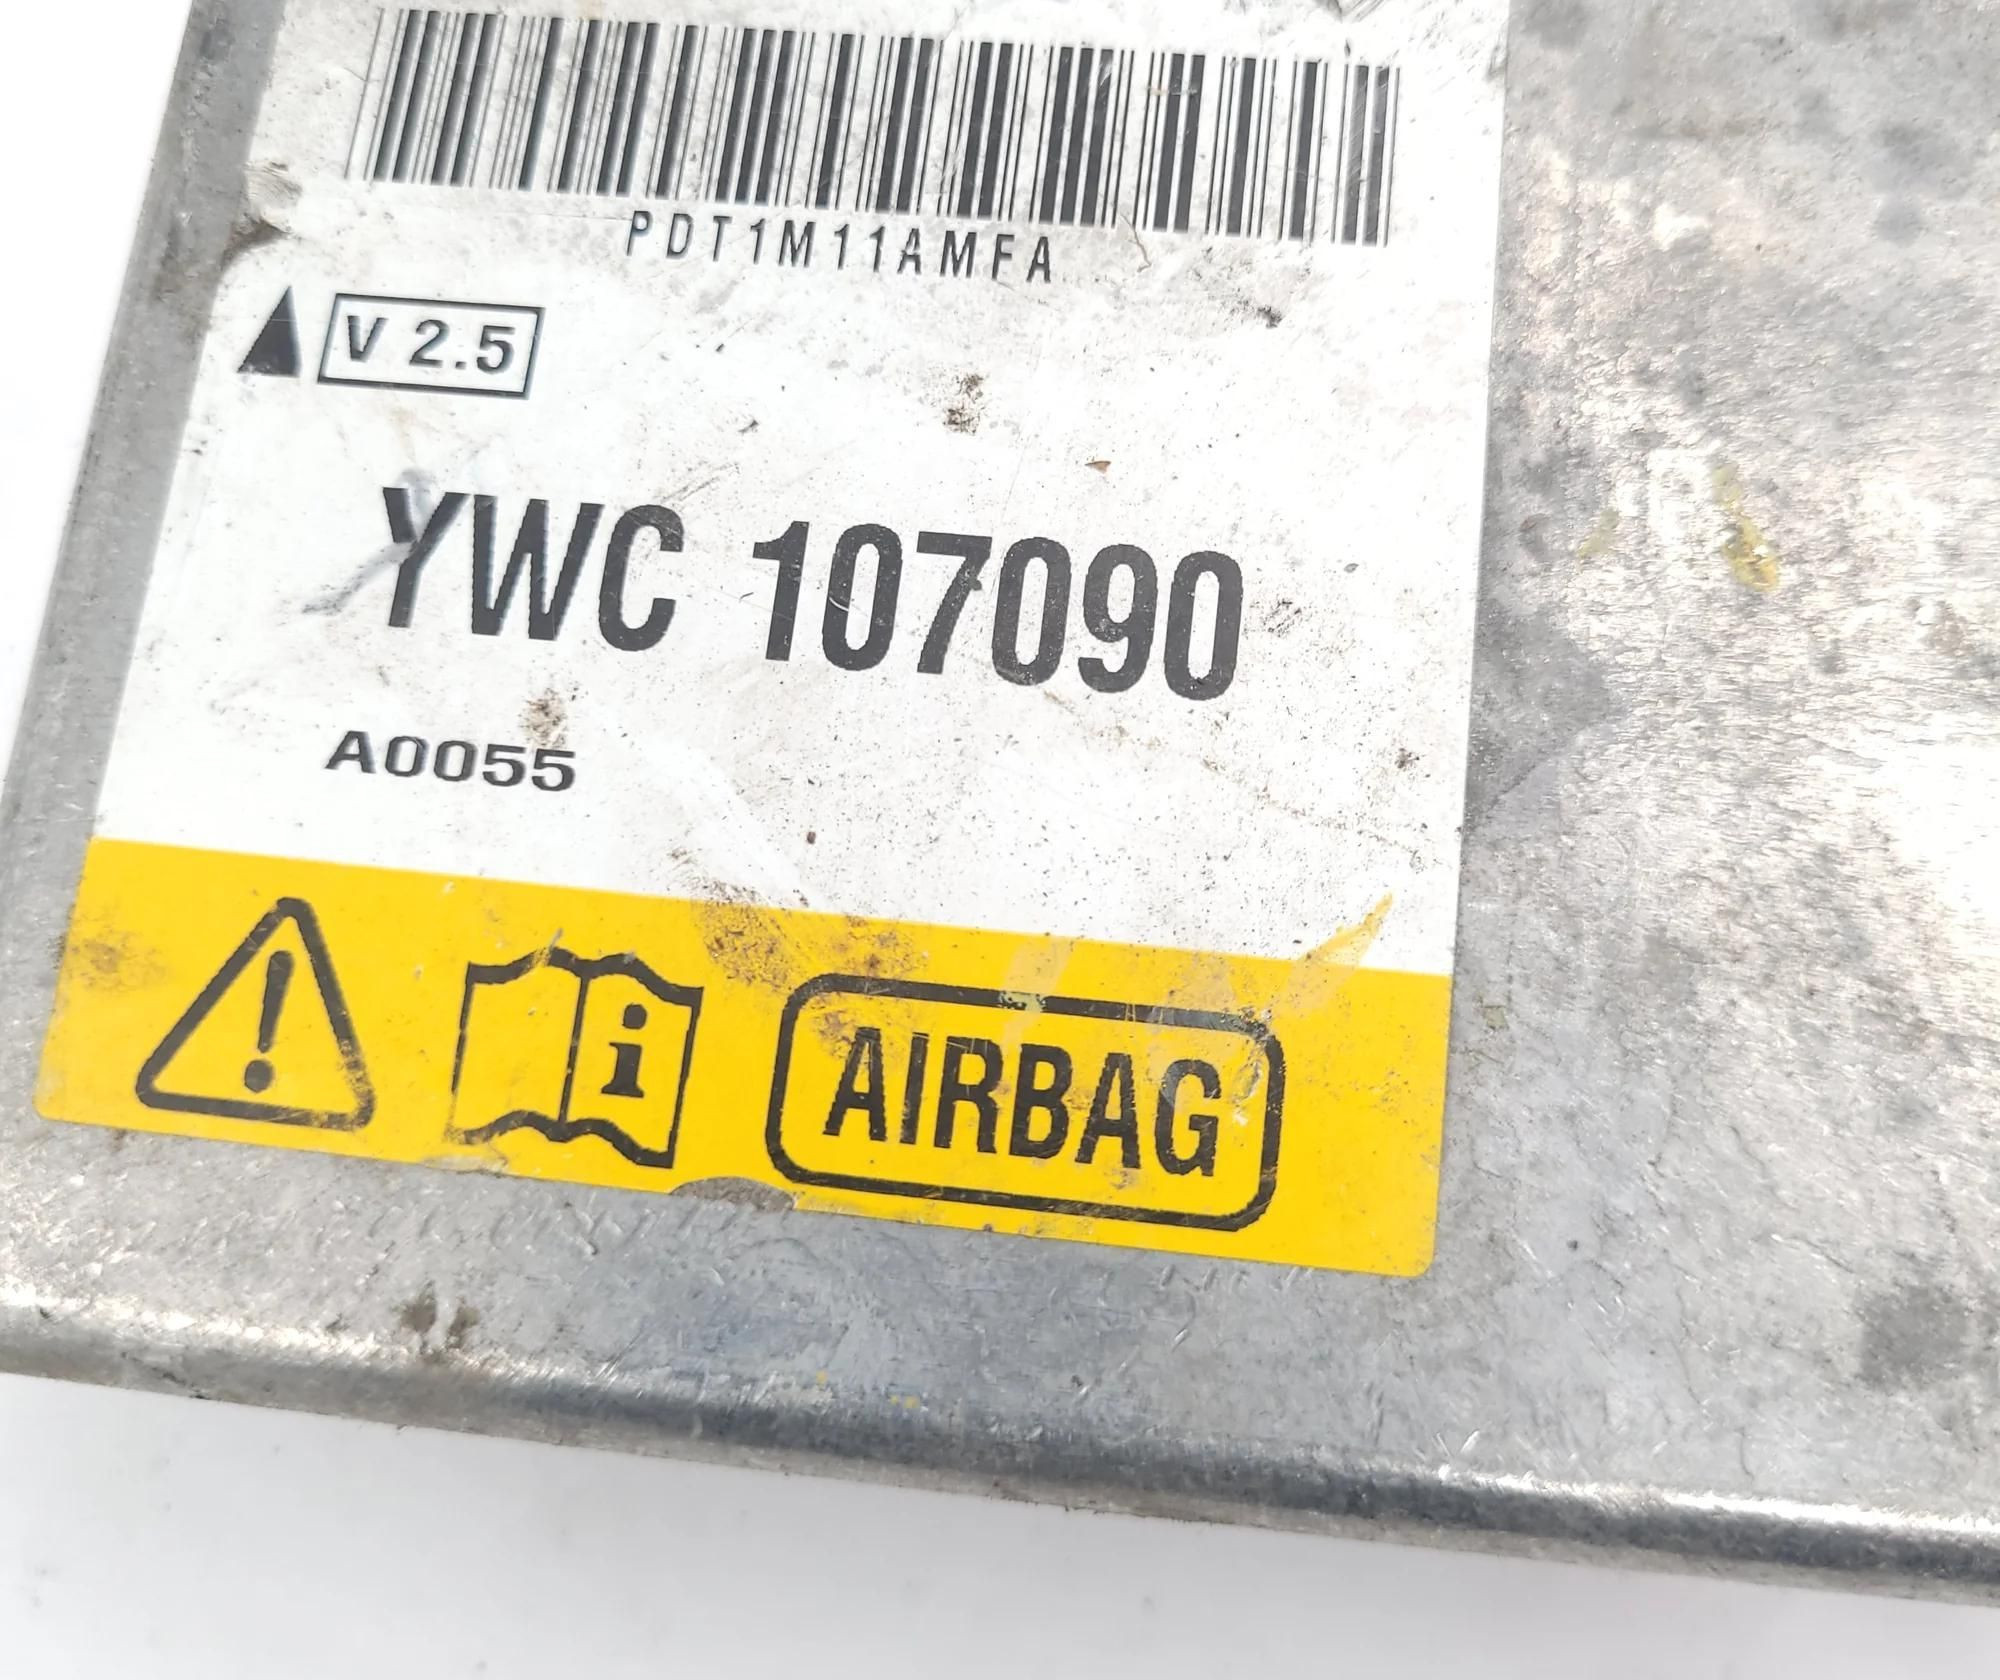 PDT1M11AMFA
V 2.5
YWC 107090
A0055
i
AIRBAG